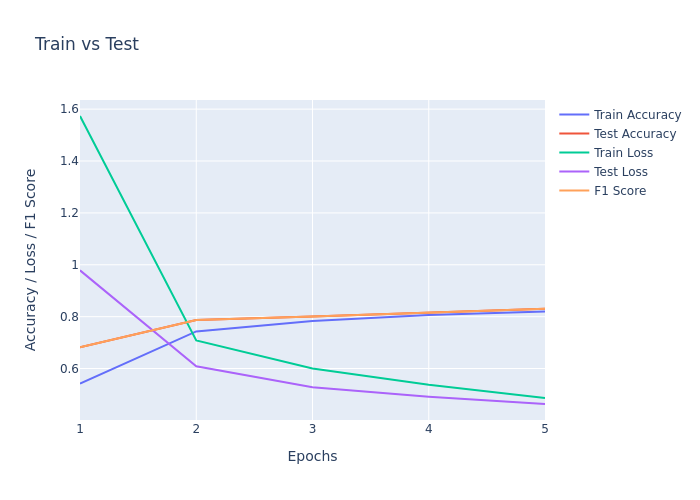 Train vs Test
Train Accuracy
Test Accuracy
Train Loss
Test Loss
F1 Score
Accuracy / Loss / F1 Score
1.6
1.4
1.2
1
0.8
0.6
1 2 3 4 5
Epochs